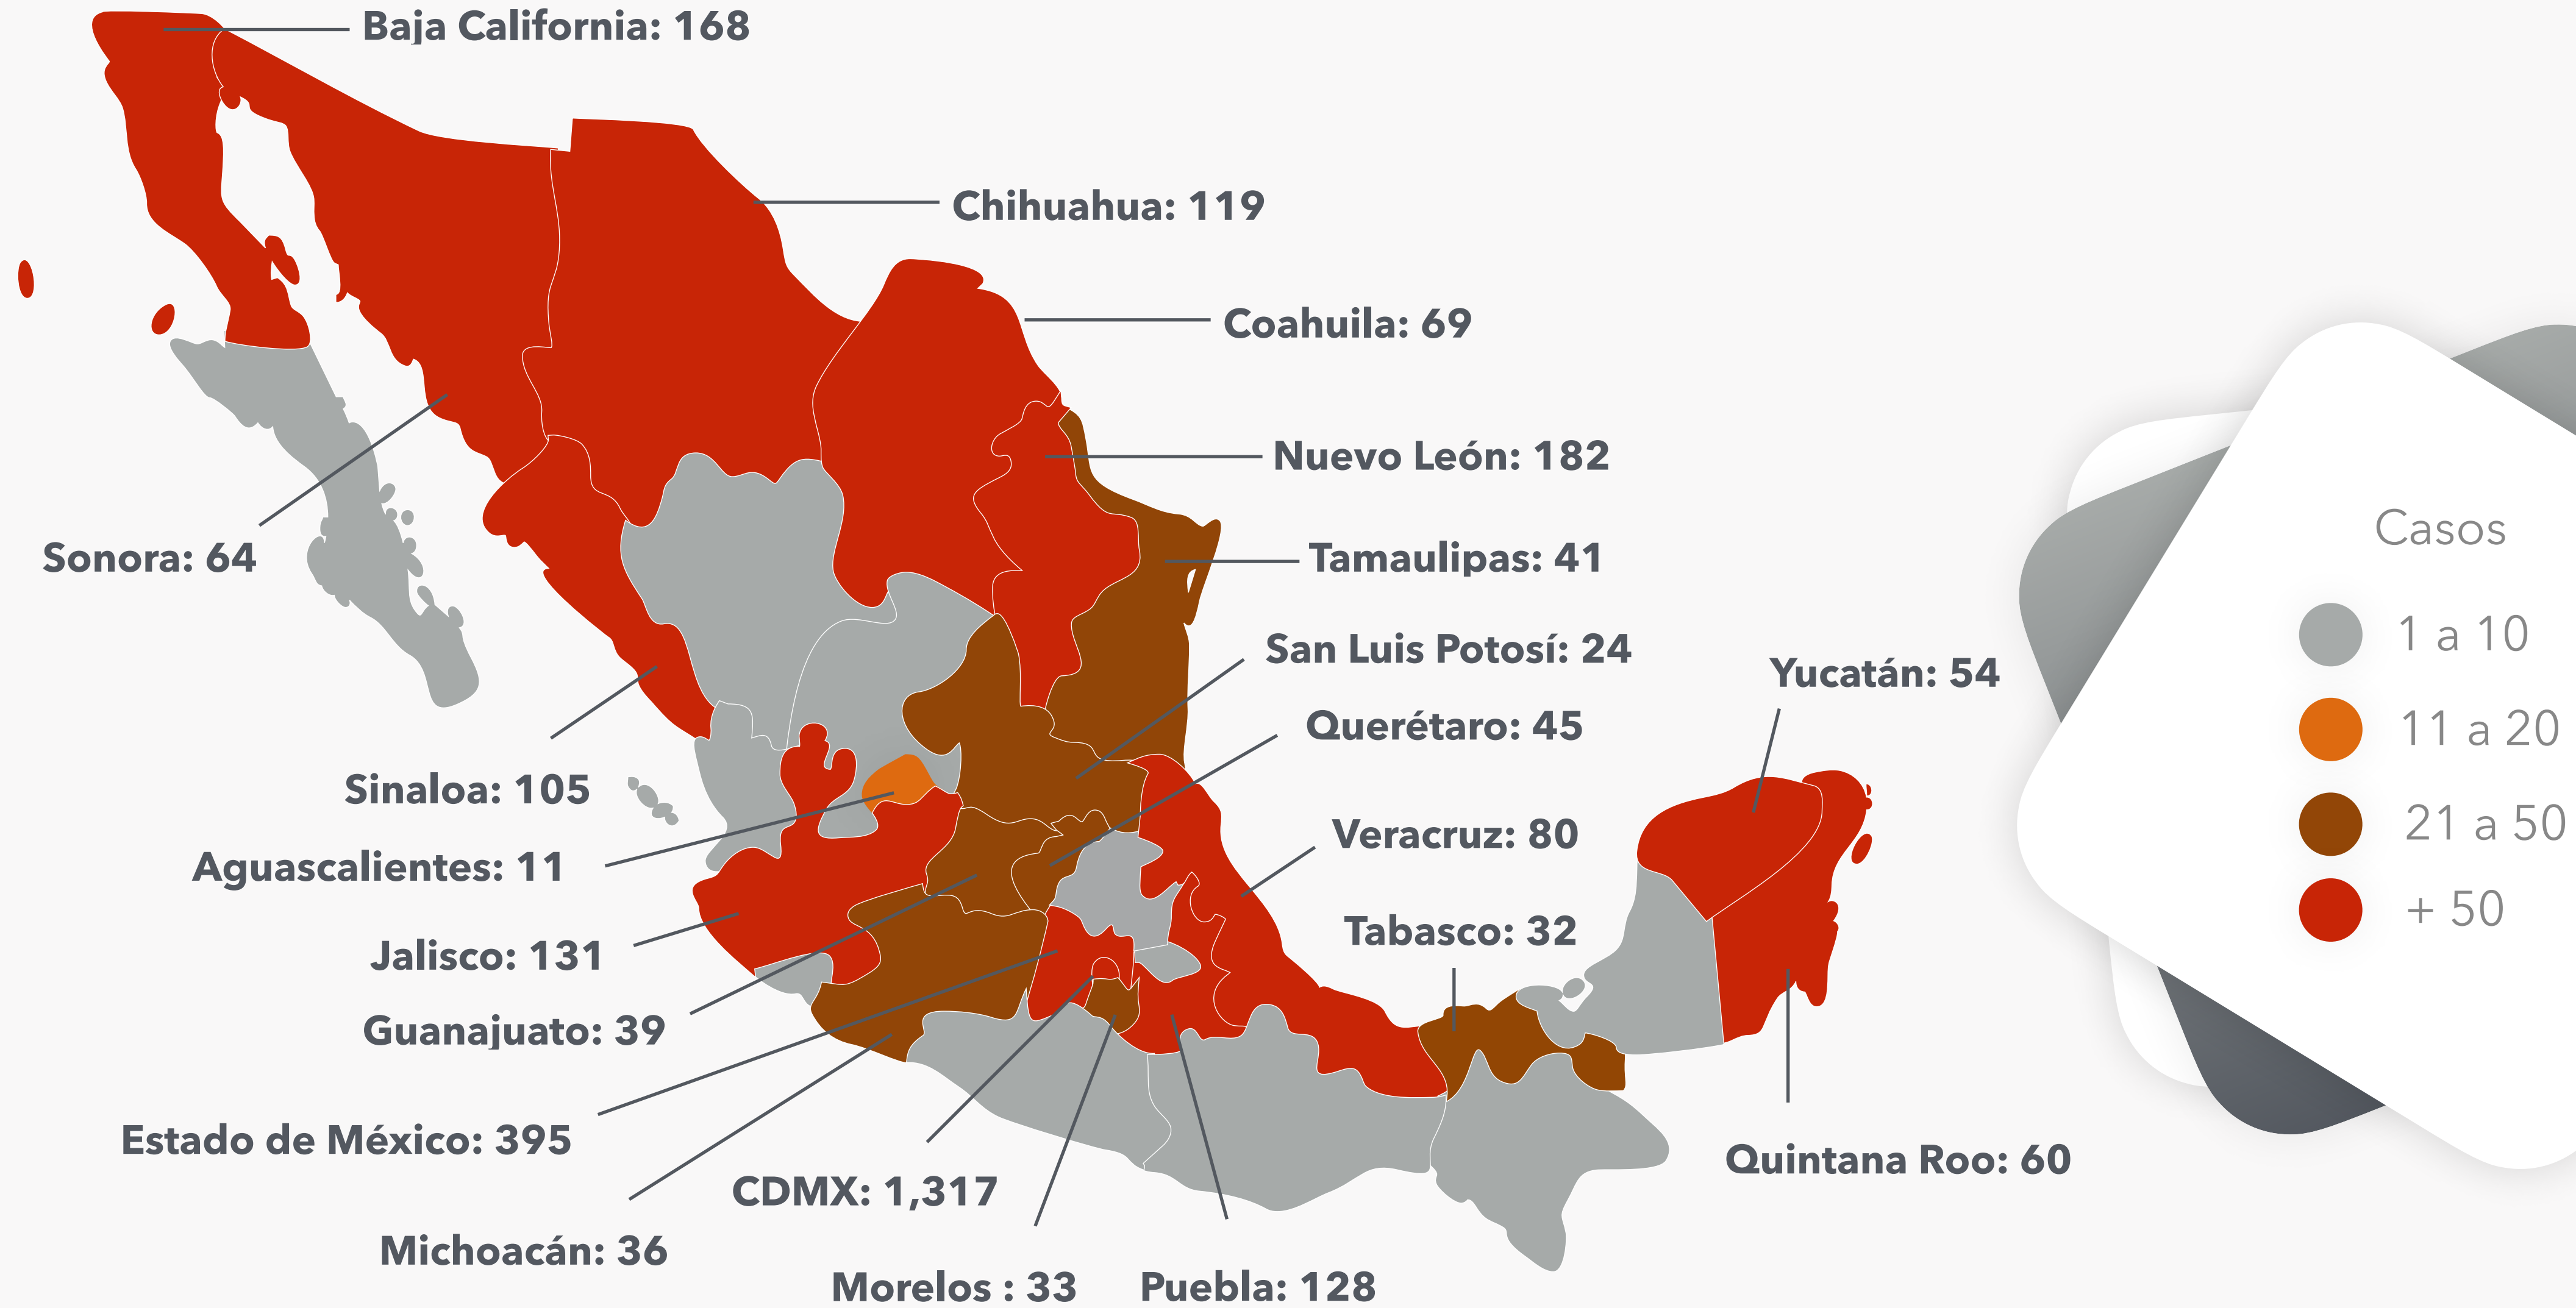 Baja California: 168
Chihuahua: 119
Coahuila: 69
Nuevo León: 182
Sonora: 64
Tamaulipas: 41
San Luis Potosí: 24
Yucatán: 54
Querétaro: 45
Sinaloa: 105
Veracruz: 80
Aguascalientes: 11
Tabasco: 32
Jalisco: 131
Guanajuato: 39
Estado de México: 395
Quintana Roo: 60
CDMX: 1,317
Michoacán: 36
Morelos : 33
Puebla: 128
Casos
1 a 10
11 a 20
21 a 50
+ 50